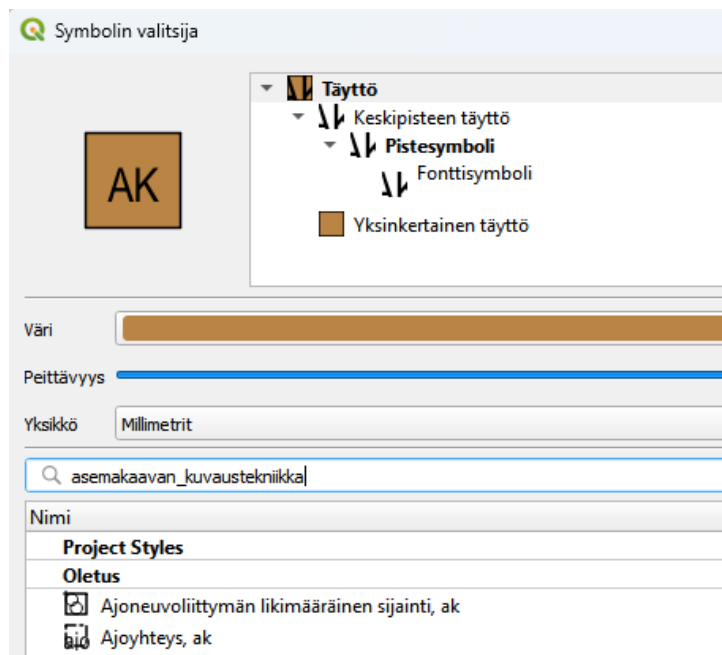 Symbolin valitsija
Täyttö
Keskipisteen täyttö
Pistesymboli
Fonttisymboli
Yksinkertainen täyttö
AK
Väri
Peittävyys
Yksikkö Millimetrit
asemakaavan_kuvaustekniikka
Nimi
Project Styles
Oletus
Ajoneuvoliittymän likimääräinen sijainti, ak
ajo Ajoyhteys, ak